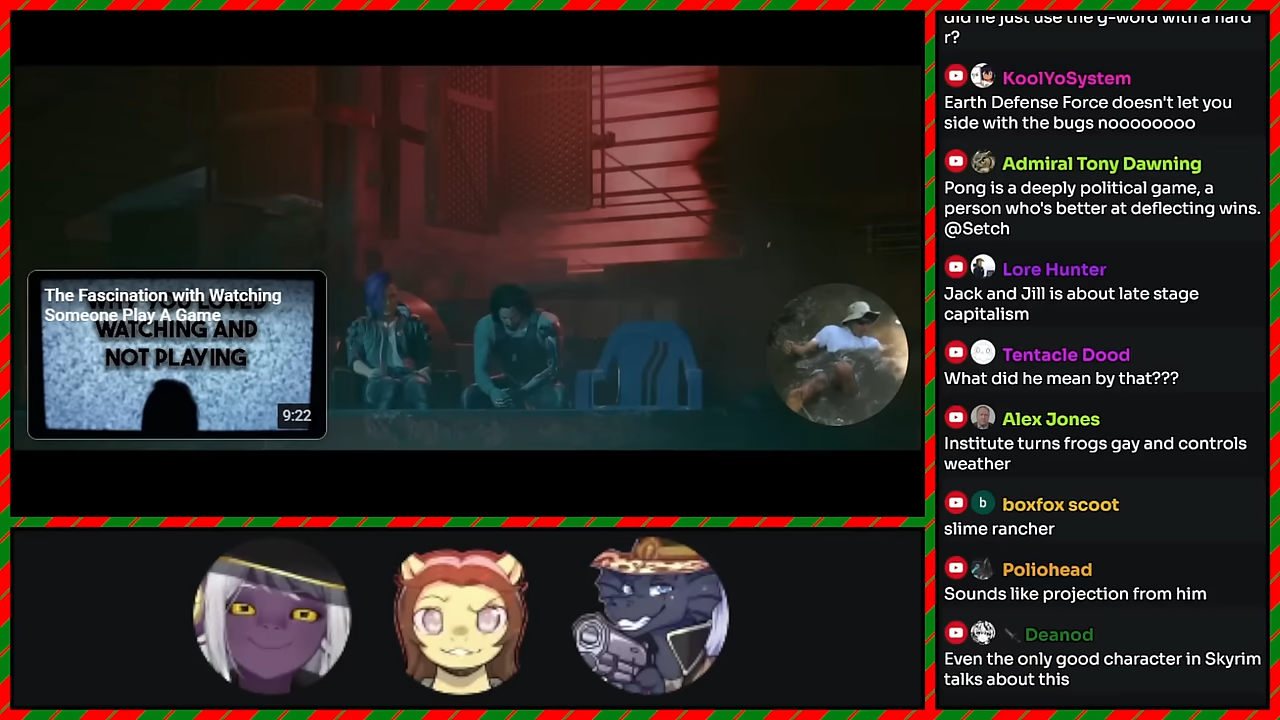 The Fascination with Watching
Someone Play A Game
WATCHING AND
NOT PLAYING
9:22
did he just use the g-word with a hard
r?
KoolYoSystem
Earth Defense Force doesn't let you
side with the bugs noooooooo
Admiral Tony Dawning
Pong is a deeply political game, a
person who's better at deflecting wins.
@Setch
Lore Hunter
Jack and Jill is about late stage
capitalism
Tentacle Dood
What did he mean by that???
Alex Jones
Institute turns frogs gay and controls
weather
b
boxfox scoot
slime rancher
Poliohead
Sounds like projection from him
Deanod
Even the only good character in Skyrim
talks about this